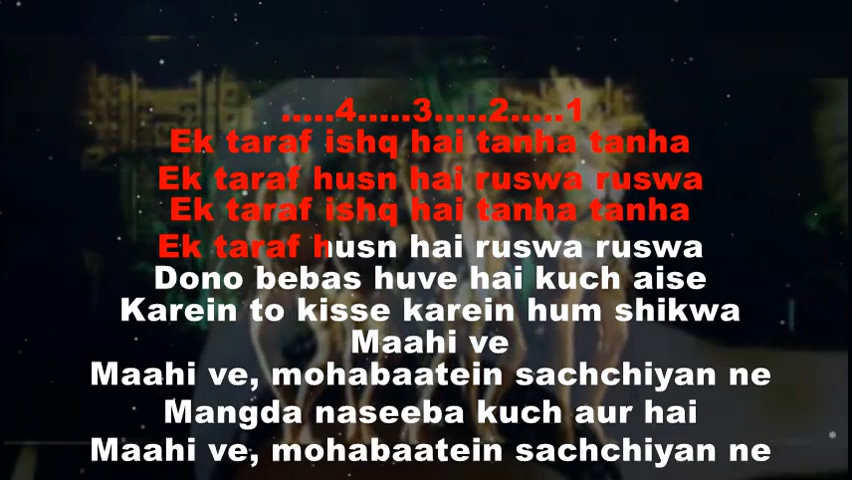 .....4.....3.....2.....1
Ek taraf ishq hai tanha tanha
Ek taraf husn hai ruswa ruswa
Ek taraf ishq hai tanha tanha
Ek taraf husn hai ruswa ruswa
Dono bebas huve hai kuch aise
Karein to kisse karein hum shikwa
Maahi ve
Maahi ve, mohabaatein sachchiyan ne
Mangda naseeba kuch aur hai
Maahi ve, mohabaatein sachchiyan ne